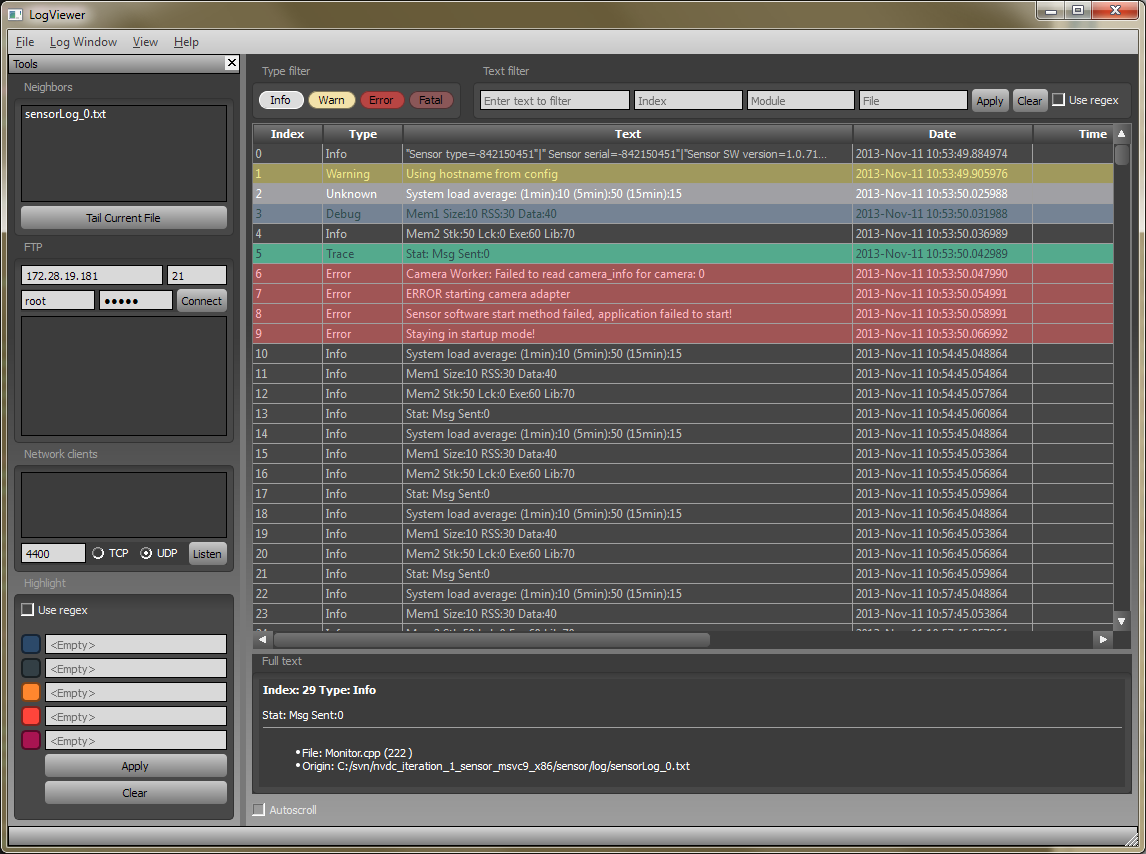 LogViewer
File Log Window View Help
Tools
Neighbors
sensorLog_0.txt
Tail Current File
FTP
172.28.19.181 21
root ••••• Connect
Network clients
4400 TCP UDP Listen
Highlight
Use regex
<Empty>
<Empty>
<Empty>
<Empty>
<Empty>
Apply
Clear
Type filter
Info Warn Error Fatal
Text filter
Enter text to filter Index Module File Apply Clear Use regex
Index Type Text Date Time
0 Info "Sensor type=-842150451"|" Sensor serial=-842150451"|"Sensor SW version=1.0.71... 2013-Nov-11 10:53:49.884974
1 Warning Using hostname from config 2013-Nov-11 10:53:49.905976
2 Unknown System load average: (1min):10 (5min):50 (15min):15 2013-Nov-11 10:53:50.025988
3 Debug Mem1 Size:10 RSS:30 Data:40 2013-Nov-11 10:53:50.031988
4 Info Mem2 Stk:50 Lck:0 Exe:60 Lib:70 2013-Nov-11 10:53:50.036989
5 Trace Stat: Msg Sent:0 2013-Nov-11 10:53:50.042989
6 Error Camera Worker: Failed to read camera_info for camera: 0 2013-Nov-11 10:53:50.047990
7 Error ERROR starting camera adapter 2013-Nov-11 10:53:50.054991
8 Error Sensor software start method failed, application failed to start! 2013-Nov-11 10:53:50.058991
9 Error Staying in startup mode! 2013-Nov-11 10:53:50.066992
10 Info System load average: (1min):10 (5min):50 (15min):15 2013-Nov-11 10:54:45.048864
11 Info Mem1 Size:10 RSS:30 Data:40 2013-Nov-11 10:54:45.054864
12 Info Mem2 Stk:50 Lck:0 Exe:60 Lib:70 2013-Nov-11 10:54:45.057864
13 Info Stat: Msg Sent:0 2013-Nov-11 10:54:45.060864
14 Info System load average: (1min):10 (5min):50 (15min):15 2013-Nov-11 10:55:45.048864
15 Info Mem1 Size:10 RSS:30 Data:40 2013-Nov-11 10:55:45.053864
16 Info Mem2 Stk:50 Lck:0 Exe:60 Lib:70 2013-Nov-11 10:55:45.056864
17 Info Stat: Msg Sent:0 2013-Nov-11 10:55:45.058864
18 Info System load average: (1min):10 (5min):50 (15min):15 2013-Nov-11 10:56:45.048864
19 Info Mem1 Size:10 RSS:30 Data:40 2013-Nov-11 10:56:45.053864
20 Info Mem2 Stk:50 Lck:0 Exe:60 Lib:70 2013-Nov-11 10:56:45.056864
21 Info Stat: Msg Sent:0 2013-Nov-11 10:56:45.059864
22 Info System load average: (1min):10 (5min):50 (15min):15 2013-Nov-11 10:57:45.048864
23 Info Mem1 Size:10 RSS:30 Data:40 2013-Nov-11 10:57:45.053864
Full text
Index: 29 Type: Info
Stat: Msg Sent:0
• File: Monitor.cpp (222 )
• Origin: C:/svn/nvdc_iteration_1_sensor_msvc9_x86/sensor/log/sensorLog_0.txt
Autoscroll